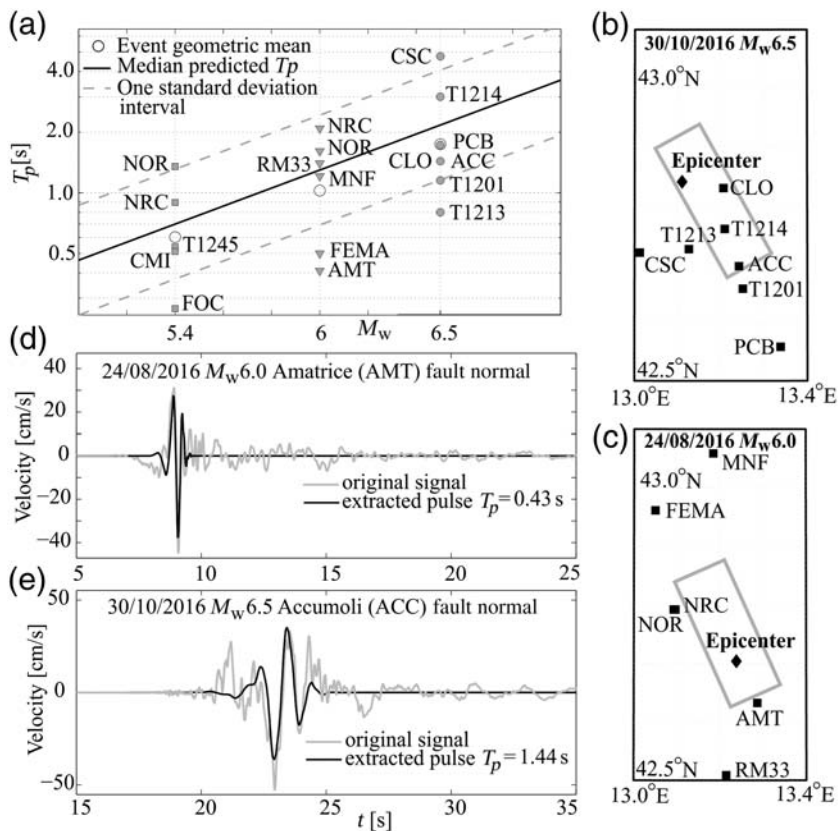 (a)
Event geometric mean
Median predicted Tp
One standard deviation
interval
CSC
T1214
NRC
NOR
NOR
RM33
MNF
PCB
CLO
ACC
NRC
T1201
T1213
T1245
CMI
FEMA
AMT
FOC
4.0
2.0
1.0
0.5
Tp [s]
5.4
6
Mw
6.5
(b)
30/10/2016 Mw6.5
43.0°N
Epicenter
CLO
T1213
T1214
CSC
ACC
T1201
PCB
42.5°N
13.0°E
13.4°E
(c)
24/08/2016 Mw6.0
MNF
43.0°N
FEMA
NRC
NOR
Epicenter
AMT
42.5°N
RM33
13.0°E
13.4°E
(d)
24/08/2016 Mw6.0 Amatrice (AMT) fault normal
original signal
extracted pulse Tp=0.43 s
40
20
0
−20
−40
Velocity [cm/s]
5
10
15
20
25
(e)
30/10/2016 Mw6.5 Accumoli (ACC) fault normal
original signal
extracted pulse Tp=1.44 s
50
0
−50
Velocity [cm/s]
15
20
25
30
35
t [s]